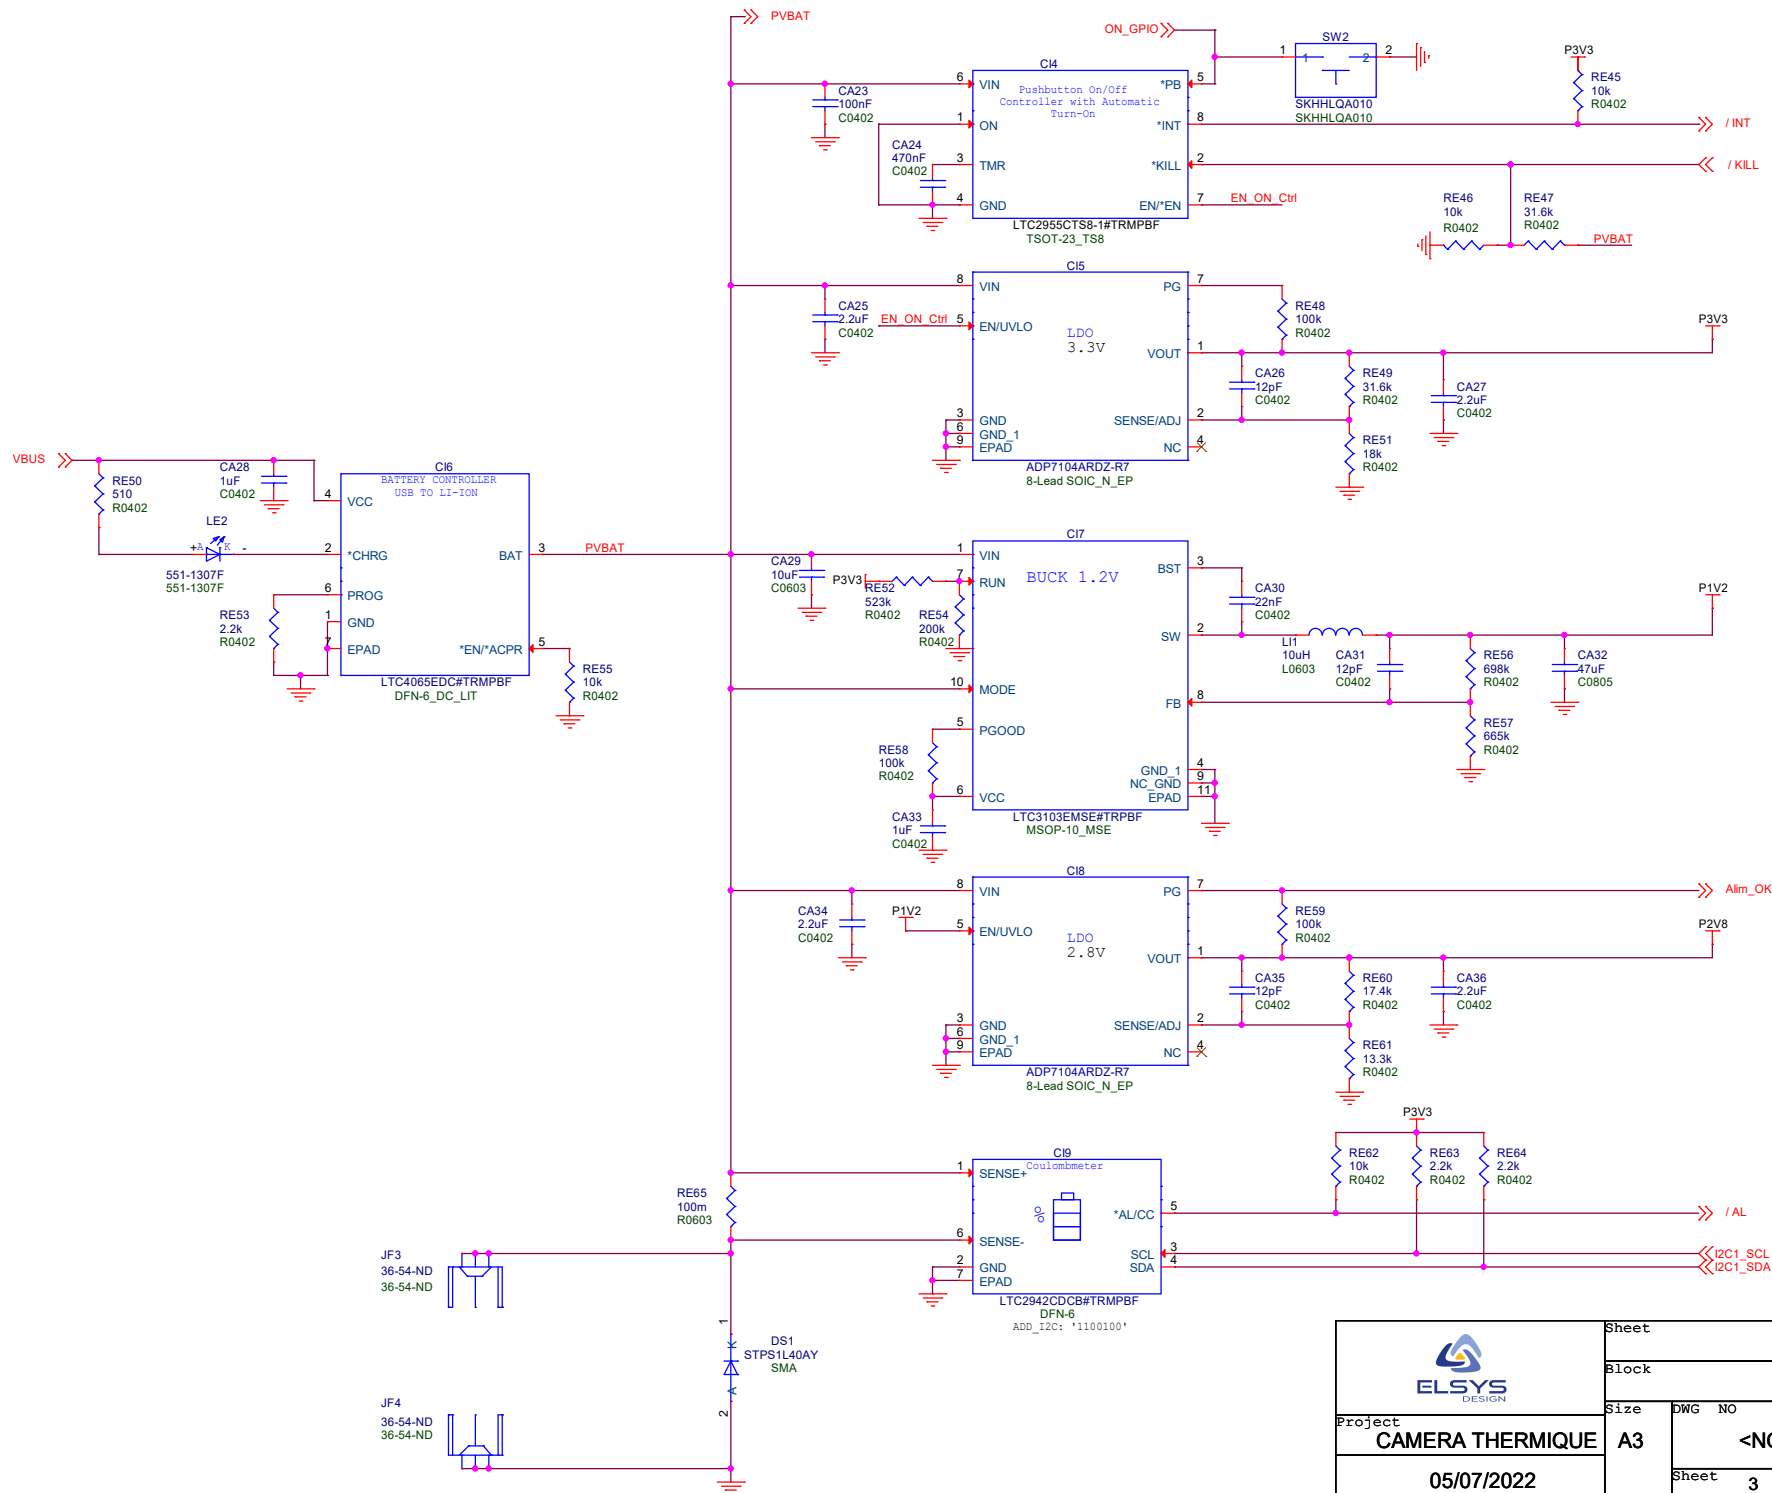 PVBAT
ON_GPIO
CI4
6
VIN
Pushbutton On/Off
Controller with Automatic
Turn-On
*PB
5
1
ON
*INT
8
3
TMR
*KILL
2
4
GND
EN/*EN
7
EN_ON_Ctrl
LTC2955CTS8-1#TRMPBF
TSOT-23_TS8
CA23
100nF
C0402
CA24
470nF
C0402
SW2
1
1
2
2
SKHHLQA010
SKHHLQA010
P3V3
RE45
10k
R0402
/ INT
/ KILL
RE46
10k
R0402
RE47
31.6k
R0402
PVBAT
CI5
8
VIN
PG
7
EN_ON_Ctrl
5
EN/UVLO
LDO
3.3V
VOUT
1
3
GND
6
GND_1
9
EPAD
SENSE/ADJ
2
NC
4
ADP7104ARDZ-R7
8-Lead SOIC_N_EP
CA25
2.2uF
C0402
RE48
100k
R0402
CA26
12pF
C0402
RE49
31.6k
R0402
RE51
18k
R0402
CA27
2.2uF
C0402
P3V3
VBUS
RE50
510
R0402
CA28
1uF
C0402
LE2
+
A
K
-
551-1307F
551-1307F
RE53
2.2k
R0402
CI6
BATTERY CONTROLLER
USB TO LI-ION
4
VCC
2
*CHRG
BAT
3
PVBAT
6
PROG
1
GND
7
EPAD
*EN/*ACPR
5
LTC4065EDC#TRMPBF
DFN-6_DC_LIT
RE55
10k
R0402
CI7
1
VIN
BST
3
7
RUN
BUCK 1.2V
SW
2
10
MODE
FB
8
5
PGOOD
GND_1
4
NC_GND
9
6
VCC
EPAD
11
LTC3103EMSE#TRPBF
MSOP-10_MSE
CA29
10uF
C0603
P3V3
RE52
523k
R0402
RE54
200k
R0402
RE58
100k
R0402
CA33
1uF
C0402
CA30
22nF
C0402
LI1
10uH
L0603
CA31
12pF
C0402
RE56
698k
R0402
RE57
665k
R0402
CA32
47uF
C0805
P1V2
CI8
8
VIN
PG
7
Alim_OK
P1V2
5
EN/UVLO
LDO
2.8V
VOUT
1
3
GND
6
GND_1
9
EPAD
SENSE/ADJ
2
NC
4
ADP7104ARDZ-R7
8-Lead SOIC_N_EP
CA34
2.2uF
C0402
RE59
100k
R0402
CA35
12pF
C0402
RE60
17.4k
R0402
RE61
13.3k
R0402
CA36
2.2uF
C0402
P2V8
CI9
Coulombmeter
1
SENSE+
%
*AL/CC
5
6
SENSE-
SCL
3
2
GND
SDA
4
7
EPAD
LTC2942CDCB#TRMPBF
DFN-6
ADD_I2C: '1100100'
P3V3
RE62
10k
R0402
RE63
2.2k
R0402
RE64
2.2k
R0402
/ AL
I2C1_SCL
I2C1_SDA
RE65
100m
R0603
JF3
36-54-ND
36-54-ND
1
K
DS1
STPS1L40AY
SMA
A
2
JF4
36-54-ND
36-54-ND
ELSYS
DESIGN
Sheet
Block
Project
CAMERA THERMIQUE
05/07/2022
Size
A3
DWG NO
Sheet 3